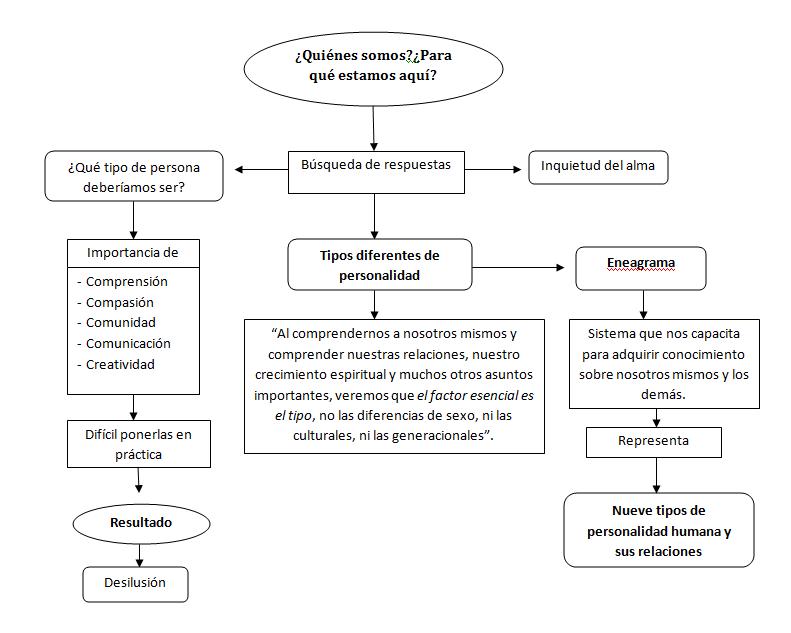 ¿Quiénes somos?¿Para
qué estamos aquí?
¿Qué tipo de persona
deberíamos ser?
Búsqueda de respuestas
Inquietud del alma
Importancia de
- Comprensión
- Compasión
- Comunidad
- Comunicación
- Creatividad
Tipos diferentes de
personalidad
Eneagrama
“Al comprendernos a nosotros mismos y
comprender nuestras relaciones, nuestro
crecimiento espiritual y muchos otros asuntos
importantes, veremos que el factor esencial es
el tipo, no las diferencias de sexo, ni las
culturales, ni las generacionales”.
Sistema que nos capacita
para adquirir conocimiento
sobre nosotros mismos y los
demás.
Difícil ponerlas en
práctica
Representa
Resultado
Nueve tipos de
personalidad humana y
sus relaciones
Desilusión